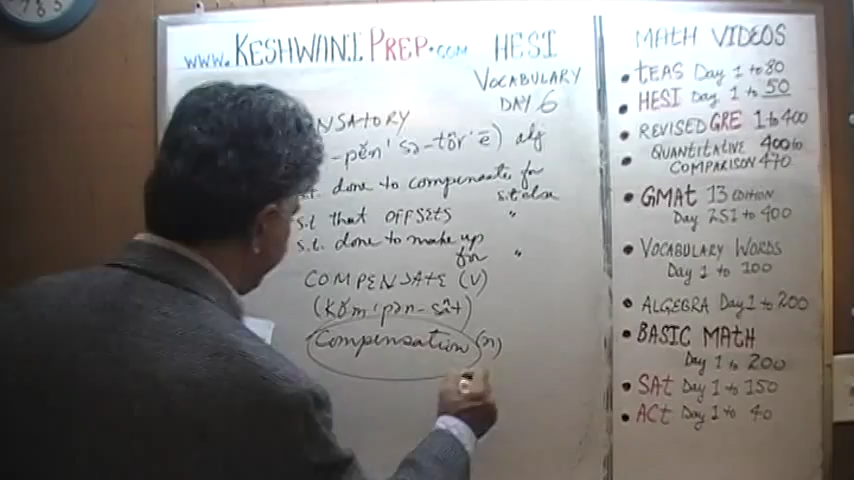 www.KESHWANIPREP.com HESI
VOCABULARY
DAY 6
NSATORY
-pĕn' sə-tôr' ē) adj
s.t. done to compensate for
s.t. else
s.t. that OFFSETS "
s.t. done to make up
for "
COMPENSATE (V)
(kŏm'pən-sāt)
Compensation (n)
MATH VIDEOS
• TEAS Day 1 to 80
• HESI Day 1 to 50
• REVISED GRE 1 to 400
• QUANTITATIVE 400 to
COMPARISON 470
• GMAT 13 EDITION
Day 251 to 400
• VOCABULARY WORDS
Day 1 to 100
• ALGEBRA Day 1 to 200
• BASIC MATH
Day 1 to 200
• SAT Day 1 to 150
• ACT Day 1 to 40